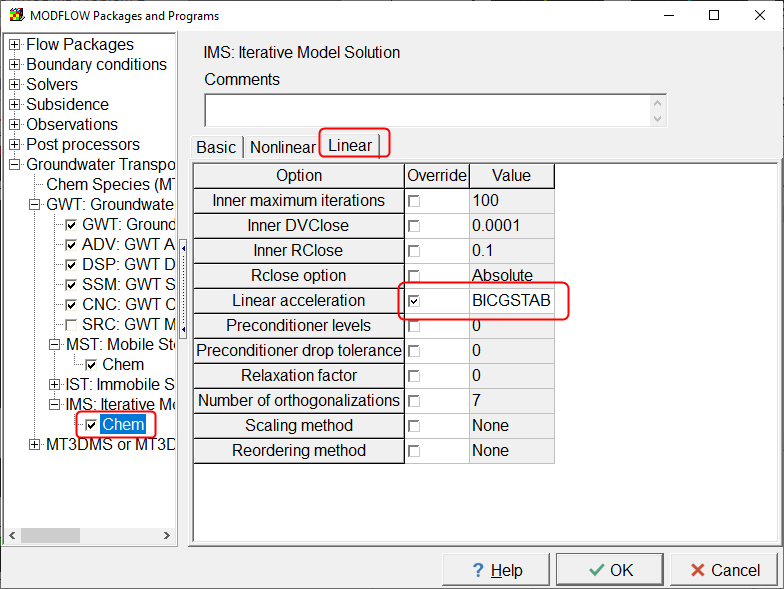 MODFLOW Packages and Programs
Flow Packages
Boundary conditions
Solvers
Subsidence
Observations
Post processors
Groundwater Transpo
Chem Species (MT
GWT: Groundwate
GWT: Ground
ADV: GWT A
DSP: GWT D
SSM: GWT S
CNC: GWT C
SRC: GWT M
MST: Mobile Sto
Chem
IST: Immobile S
IMS: Iterative Mo
Chem
MT3DMS or MT3D
IMS: Iterative Model Solution
Comments
Basic Nonlinear Linear
Option Override Value
Inner maximum iterations 100
Inner DVClose 0.0001
Inner RClose 0.1
Rclose option Absolute
Linear acceleration BICGSTAB
Preconditioner levels 0
Preconditioner drop tolerance 0
Relaxation factor 0
Number of orthogonalizations 7
Scaling method None
Reordering method None
? Help OK Cancel